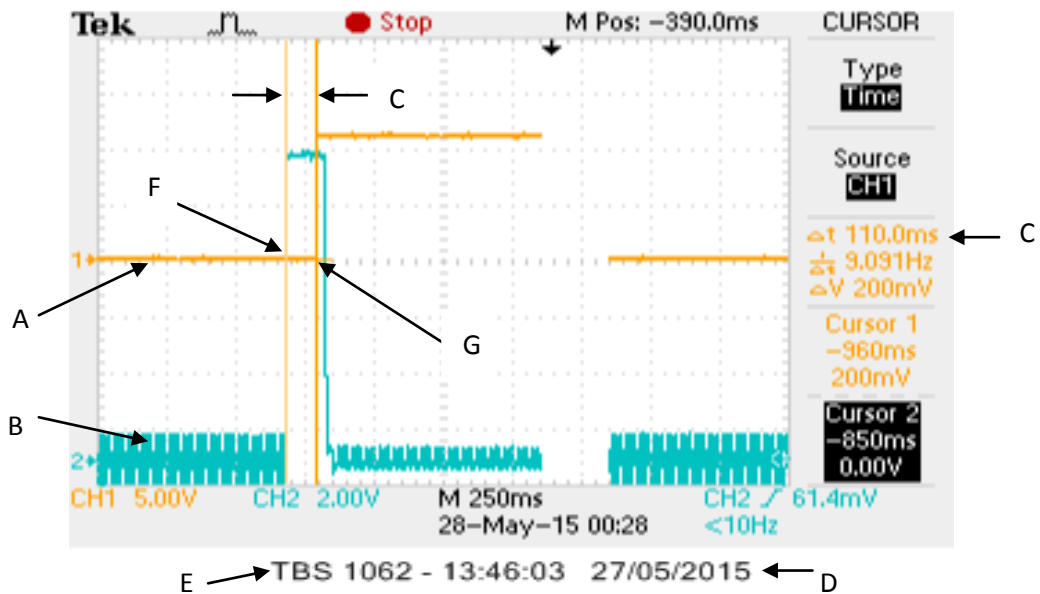 Tek Stop M Pos: -390.0ms CURSOR
Type
Time
C
Source
CH1
F
Δt 110.0ms C
1/Δt 9.091Hz
ΔV 200mV
1
A
G
Cursor 1
-960ms
200mV
B
Cursor 2
-850ms
0.00V
2
CH1 5.00V CH2 2.00V M 250ms CH2 61.4mV
28-May-15 00:28 <10Hz
E TBS 1062 - 13:46:03 27/05/2015 D